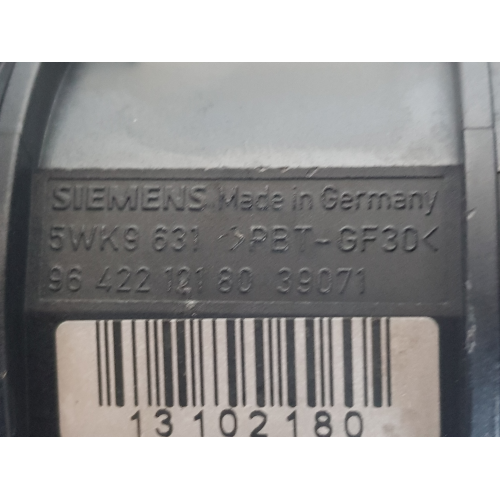 SIEMENS Made in Germany
5WK9 631 >PBT-GF30<
96 422 121 80 39071
13102180